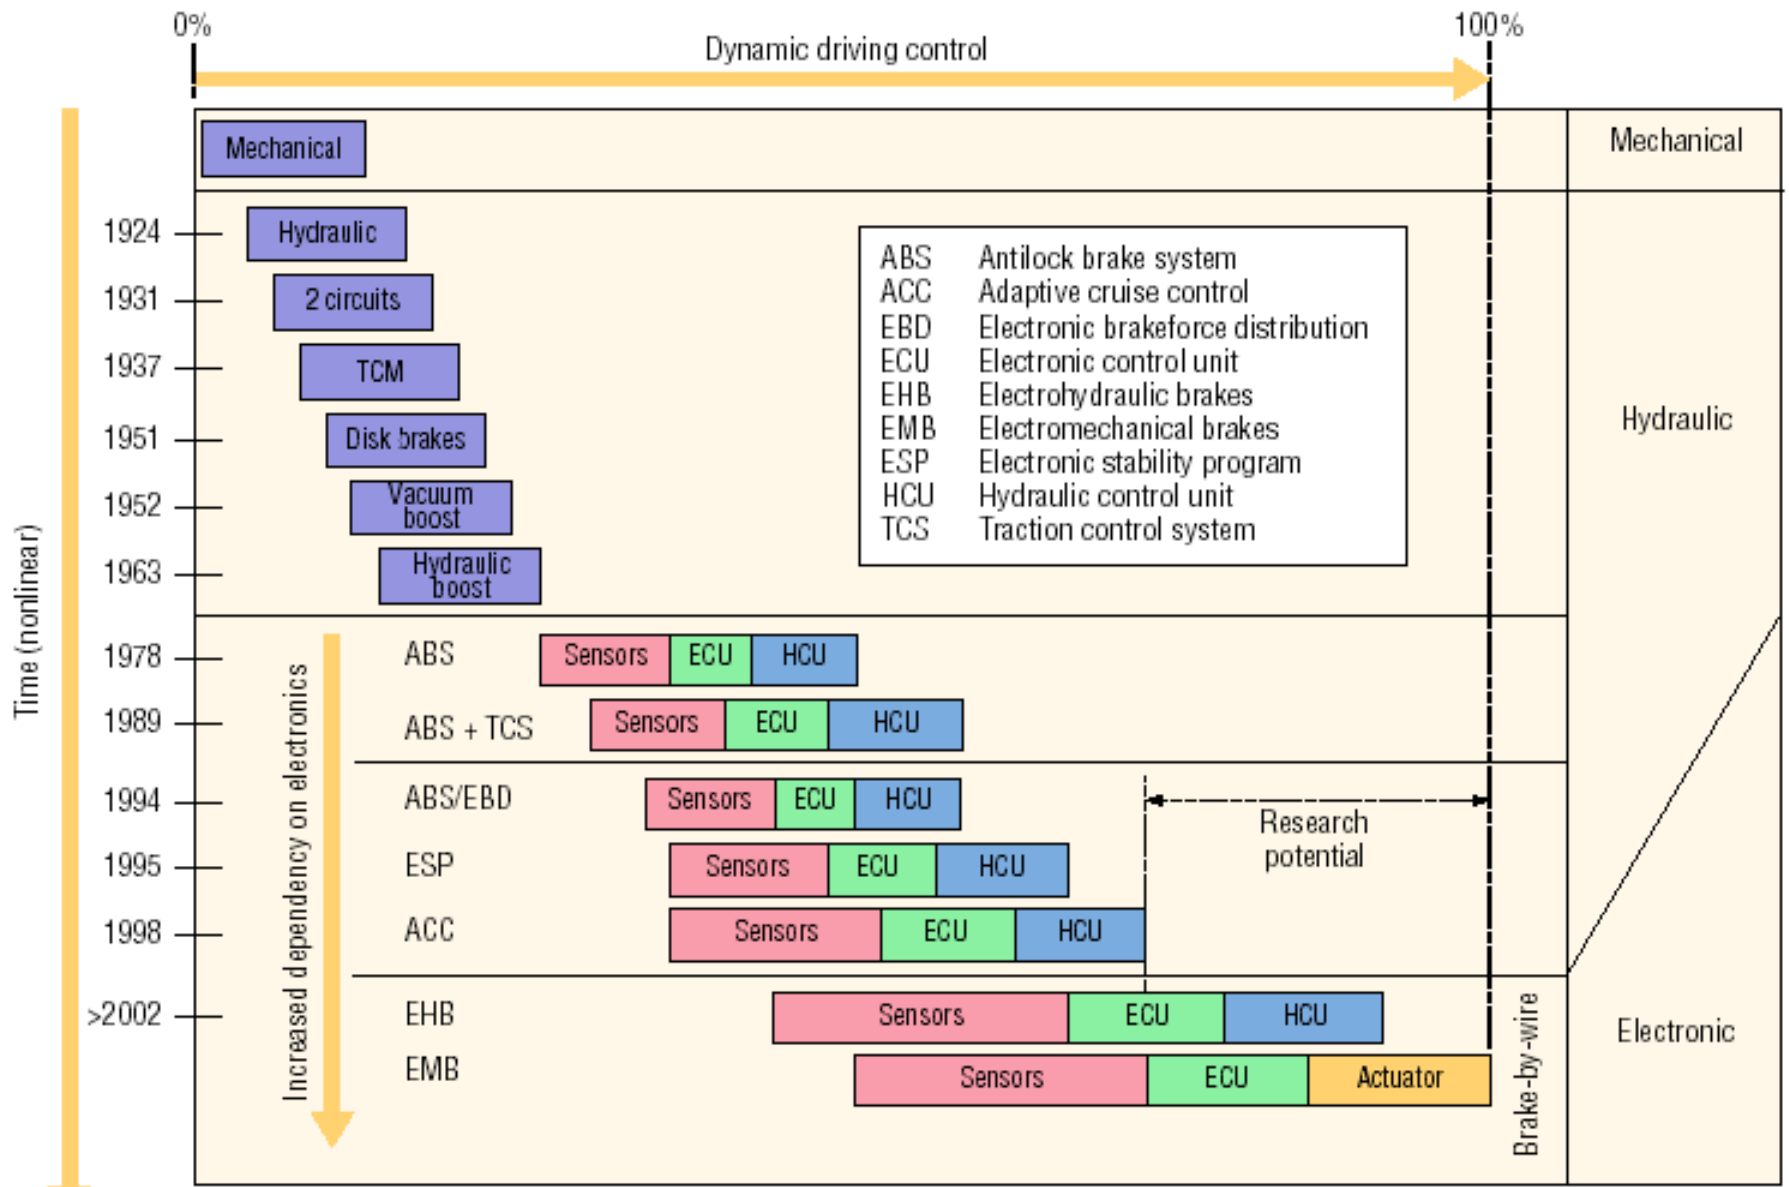 0%
100%
Dynamic driving control
Mechanical
Mechanical
1924
Hydraulic
1931
2 circuits
1937
TCM
1951
Disk brakes
1952
Vacuum
boost
1963
Hydraulic
boost
ABS Antilock brake system
ACC Adaptive cruise control
EBD Electronic brakeforce distribution
ECU Electronic control unit
EHB Electrohydraulic brakes
EMB Electromechanical brakes
ESP Electronic stability program
HCU Hydraulic control unit
TCS Traction control system
Hydraulic
Time (nonlinear)
Increased dependency on electronics
1978 ABS Sensors ECU HCU
1989 ABS + TCS Sensors ECU HCU
1994 ABS/EBD Sensors ECU HCU
Research
potential
1995 ESP Sensors ECU HCU
1998 ACC Sensors ECU HCU
>2002 EHB Sensors ECU HCU
EMB Sensors ECU Actuator
Brake-by-wire
Electronic